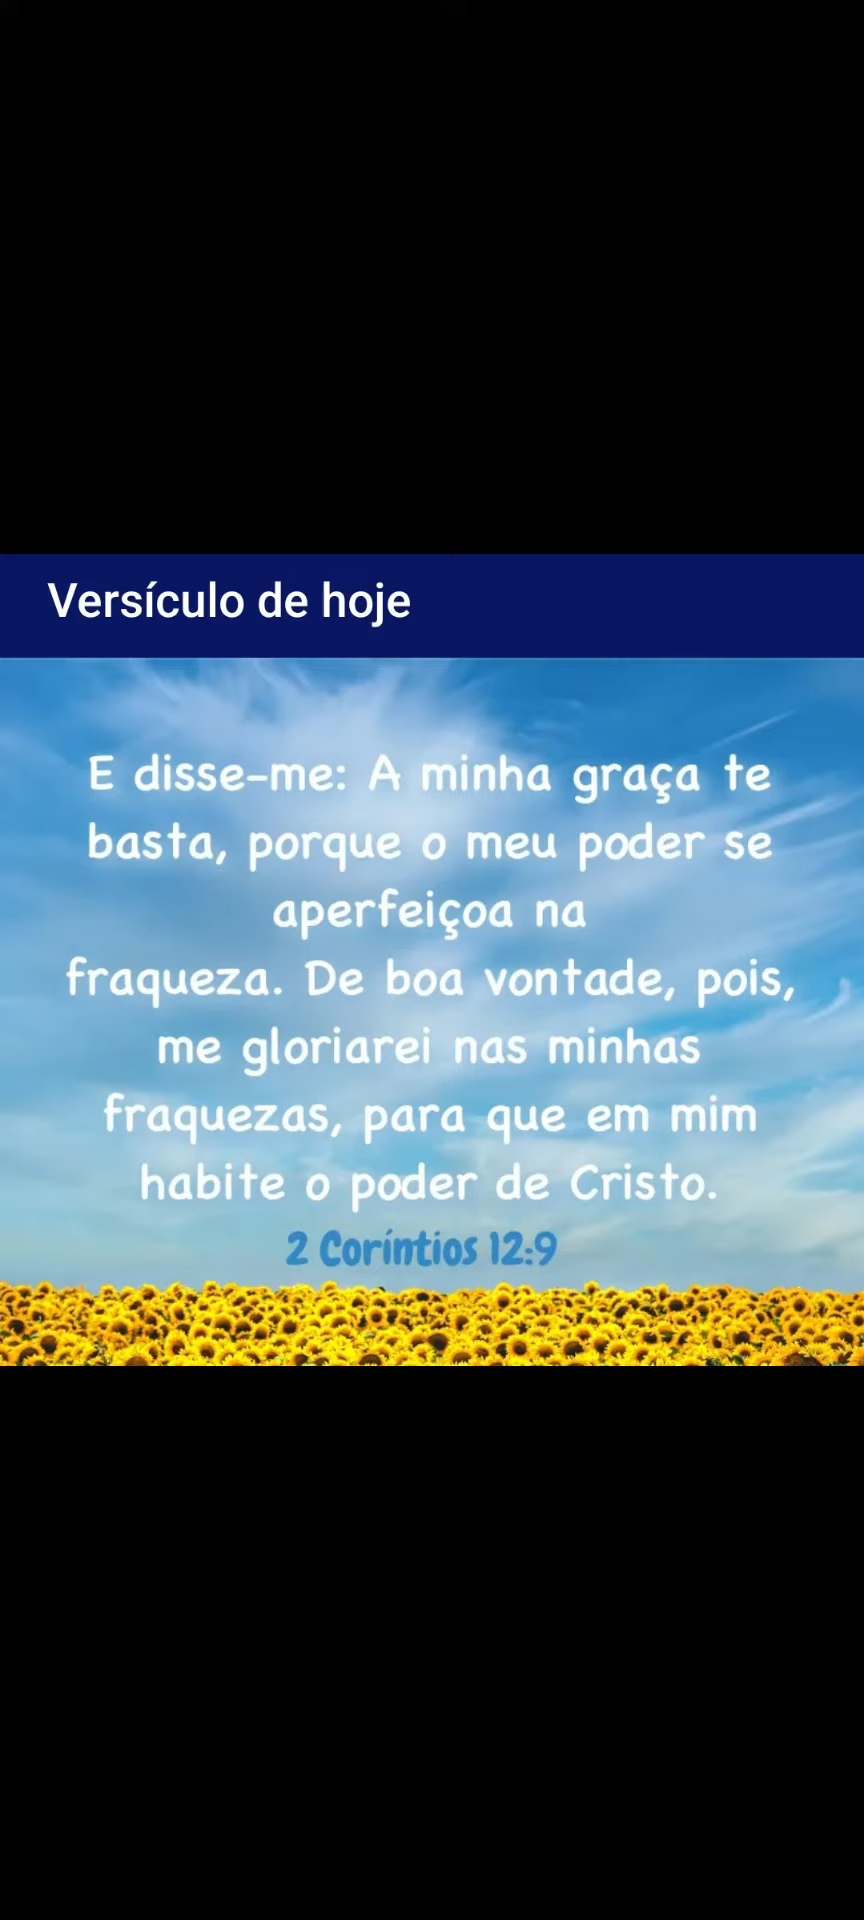 Versículo de hoje
E disse-me: A minha graça te
basta, porque o meu poder se
aperfeiçoa na
fraqueza. De boa vontade, pois,
me gloriarei nas minhas
fraquezas, para que em mim
habite o poder de Cristo.
2 Coríntios 12:9